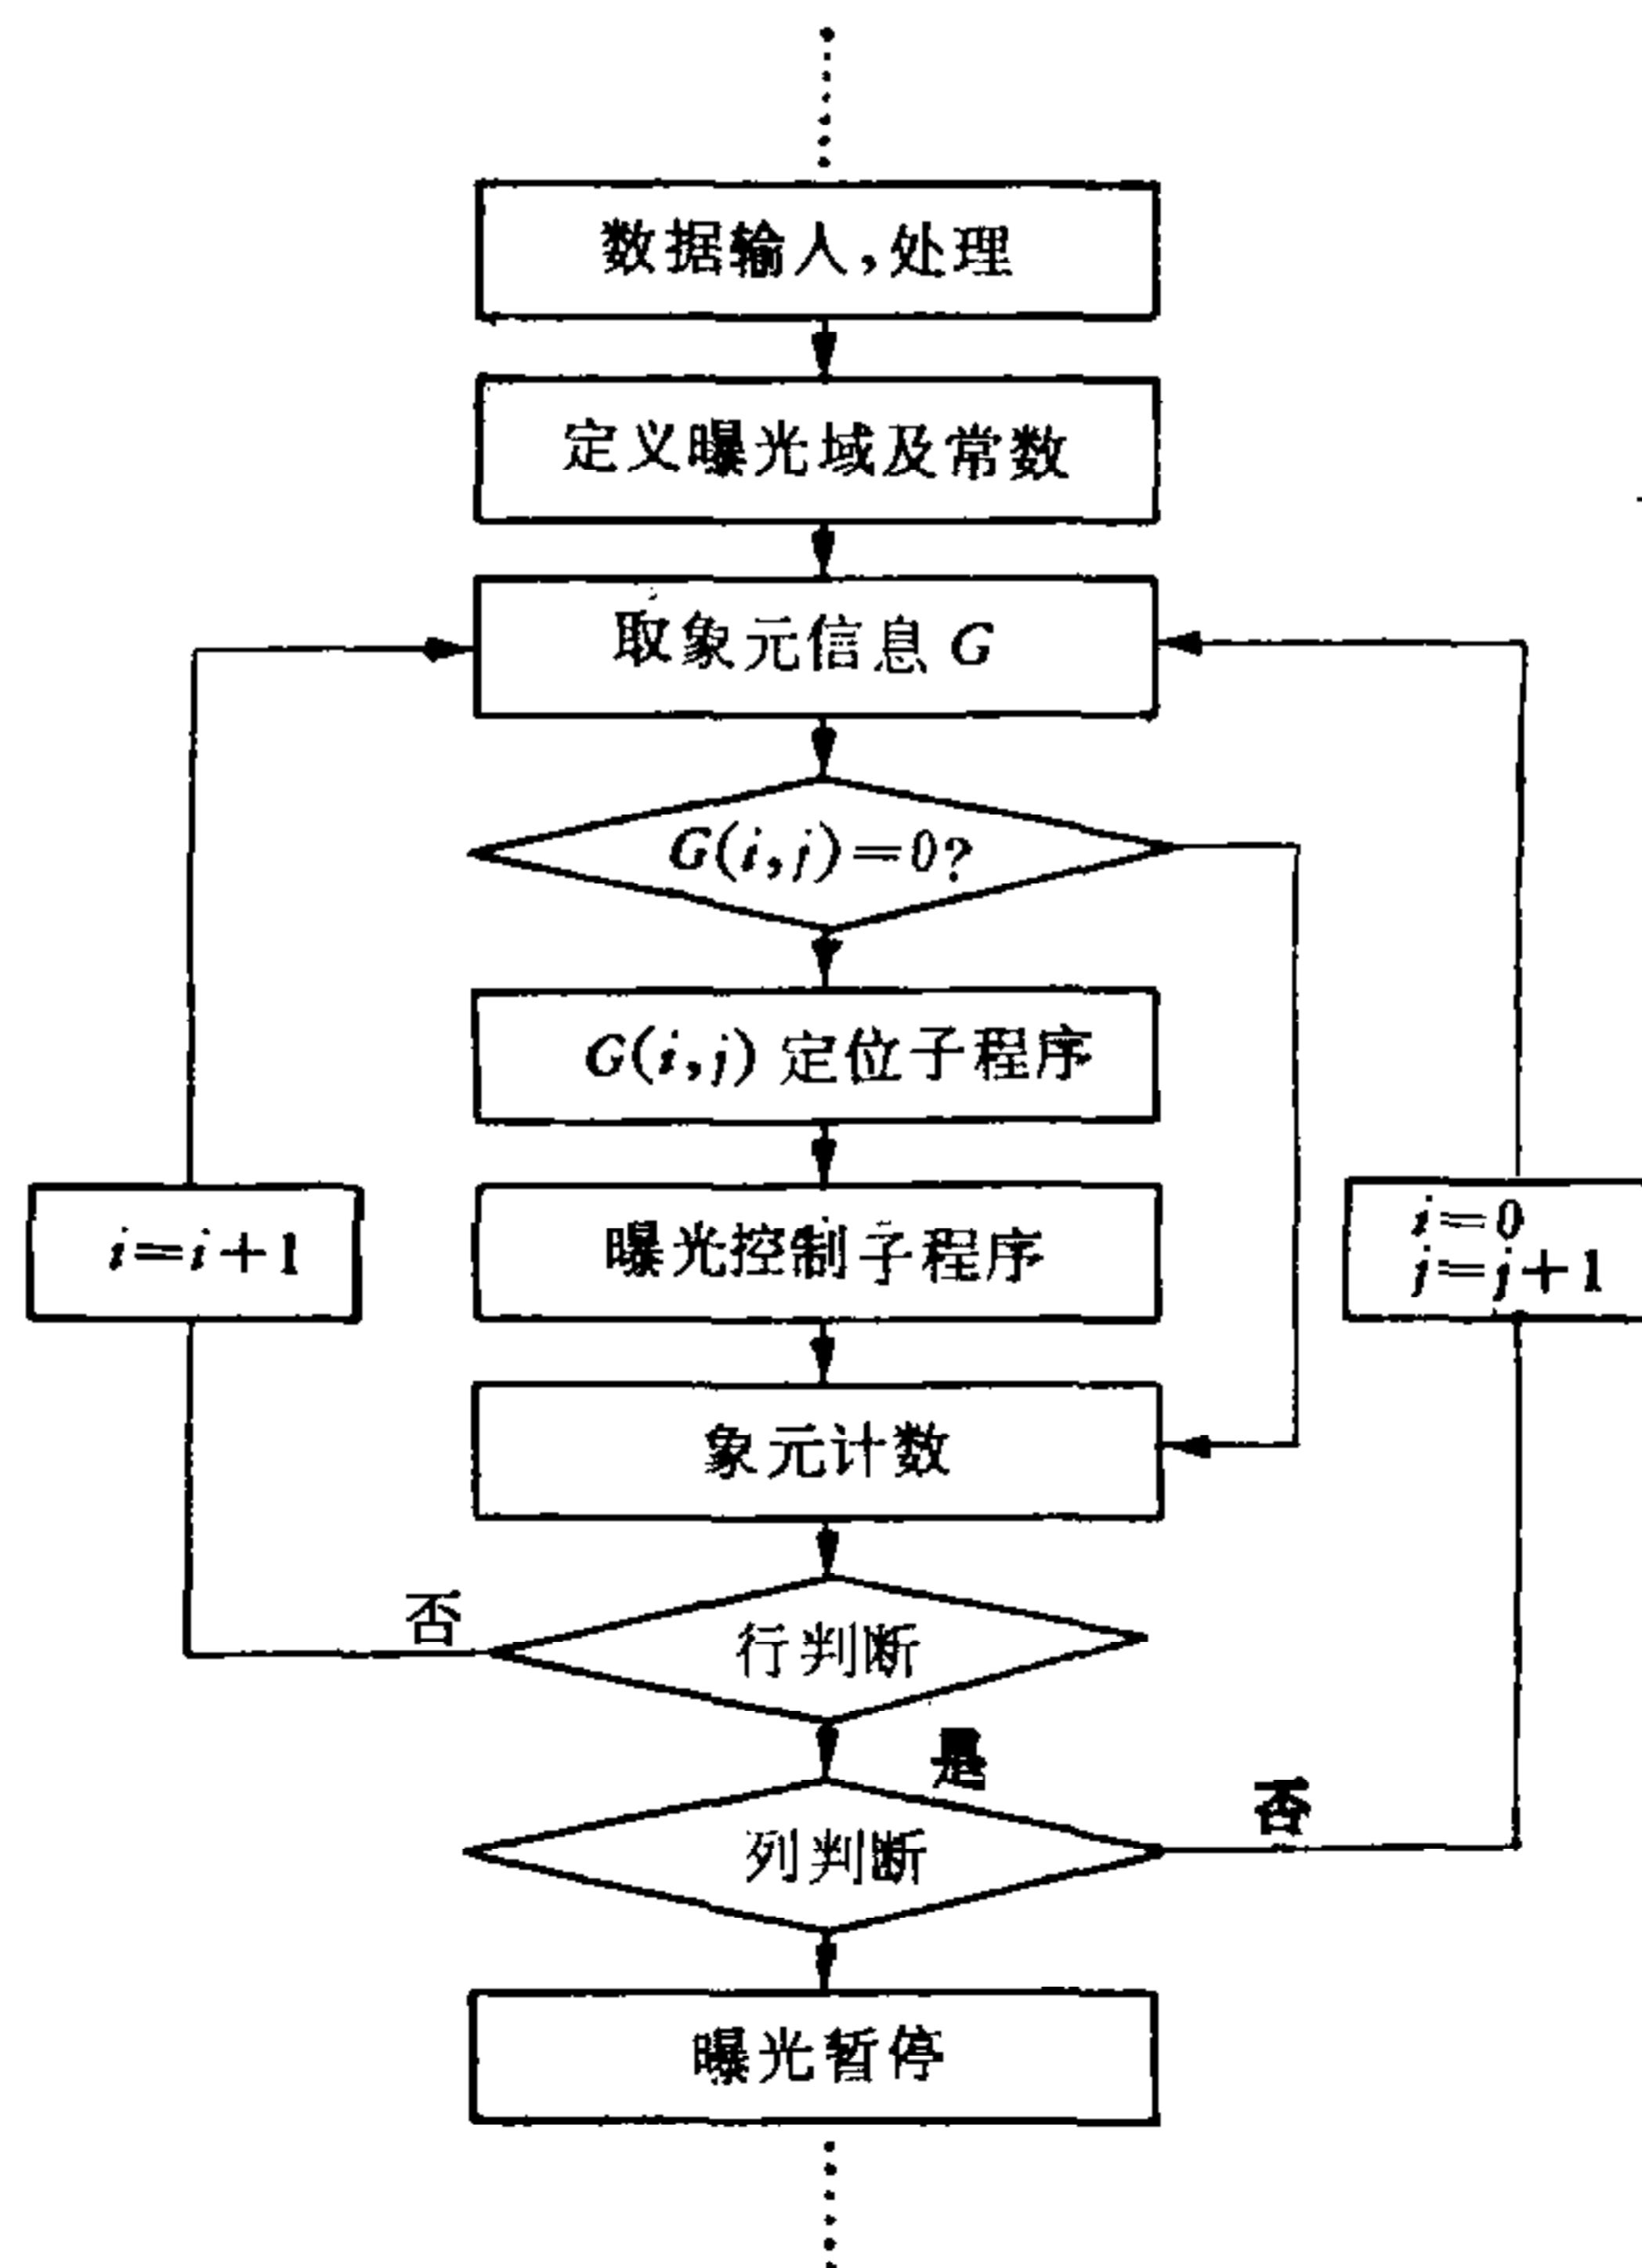 数据输入,处理
定义曝光域及常数
取象元信息 G
G(i,j)=0?
G(i,j) 定位子程序
i=i+1
曝光控制子程序
i=0
j=j+1
象元计数
否
行判断
是
否
列判断
曝光暂停